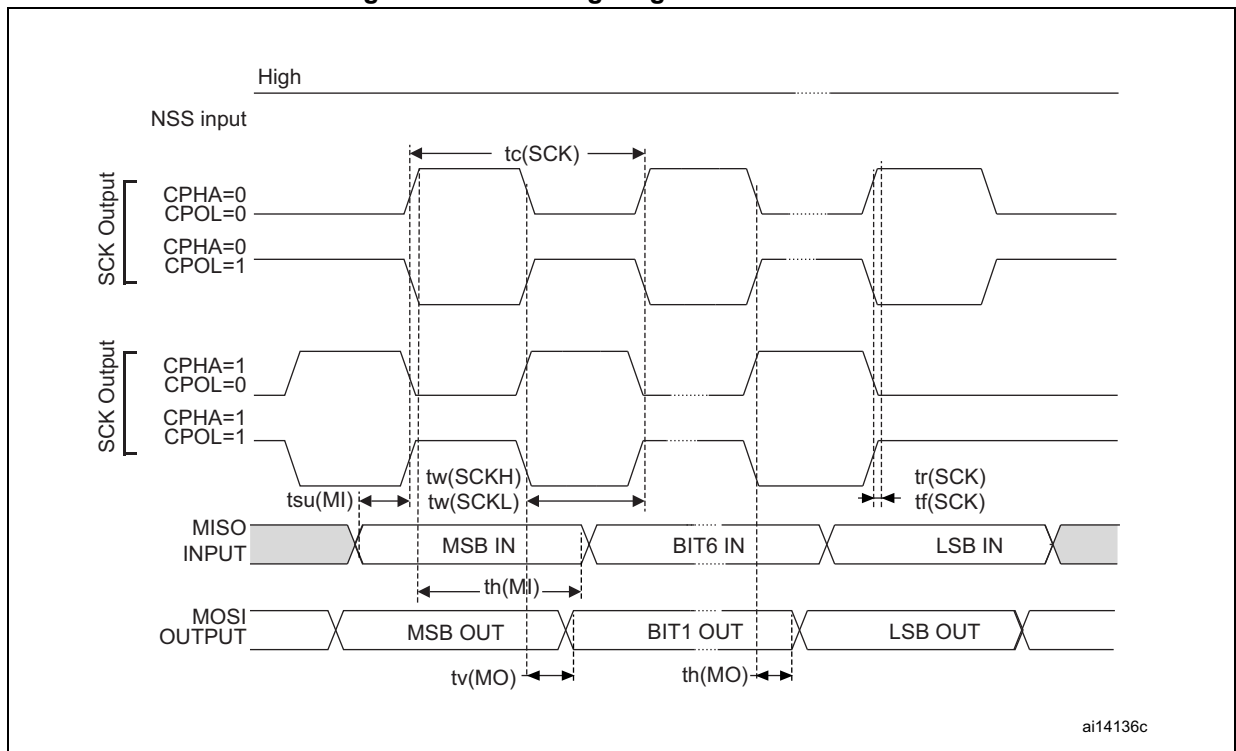 High
NSS input
tc(SCK)
SCK Output
CPHA=0
CPOL=0
CPHA=0
CPOL=1
SCK Output
CPHA=1
CPOL=0
CPHA=1
CPOL=1
tw(SCKH)
tw(SCKL)
tr(SCK)
tf(SCK)
tsu(MI)
MISO
INPUT
MSB IN
BIT6 IN
LSB IN
th(MI)
MOSI
OUTPUT
MSB OUT
BIT1 OUT
LSB OUT
tv(MO)
th(MO)
ai14136c